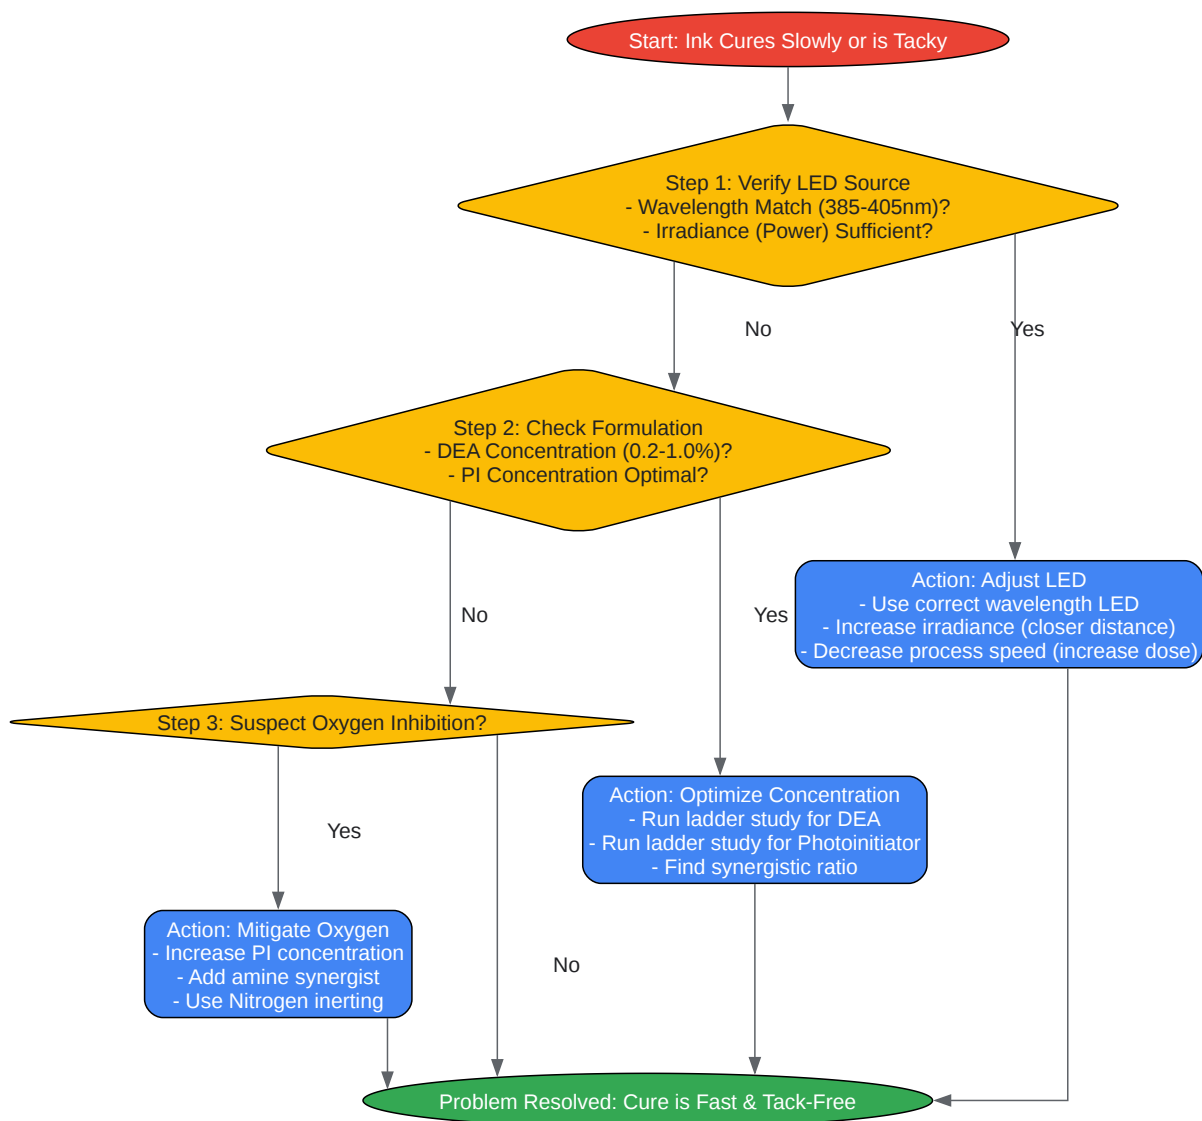 Start: Ink Cures Slowly or is Tacky
Step 1: Verify LED Source
- Wavelength Match (385-405nm)?
- Irradiance (Power) Sufficient?
No
Yes
Step 2: Check Formulation
- DEA Concentration (0.2-1.0%)?
- PI Concentration Optimal?
Action: Adjust LED
- Use correct wavelength LED
- Increase irradiance (closer distance)
- Decrease process speed (increase dose)
No
Yes
Step 3: Suspect Oxygen Inhibition?
Action: Optimize Concentration
- Run ladder study for DEA
- Run ladder study for Photoinitiator
- Find synergistic ratio
Yes
Action: Mitigate Oxygen
- Increase PI concentration
- Add amine synergist
- Use Nitrogen inerting
No
Problem Resolved: Cure is Fast & Tack-Free